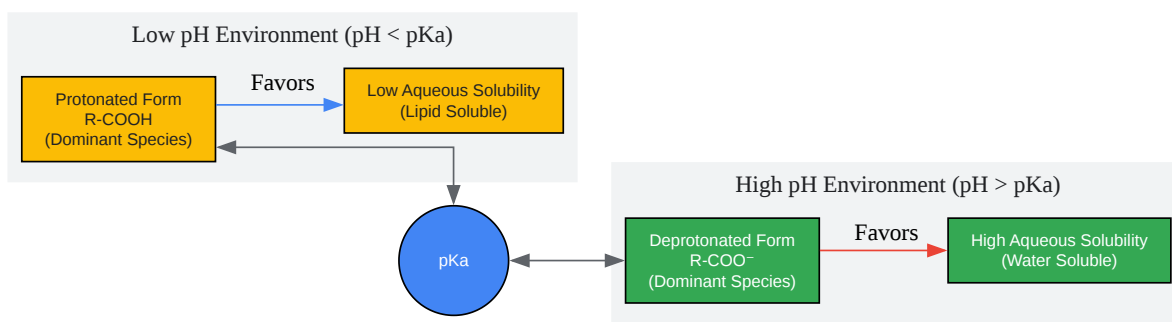 Low pH Environment (pH < pKa)
Protonated Form
R-COOH
(Dominant Species)
Favors
Low Aqueous Solubility
(Lipid Soluble)
pKa
High pH Environment (pH > pKa)
Deprotonated Form
R-COO⁻
(Dominant Species)
Favors
High Aqueous Solubility
(Water Soluble)